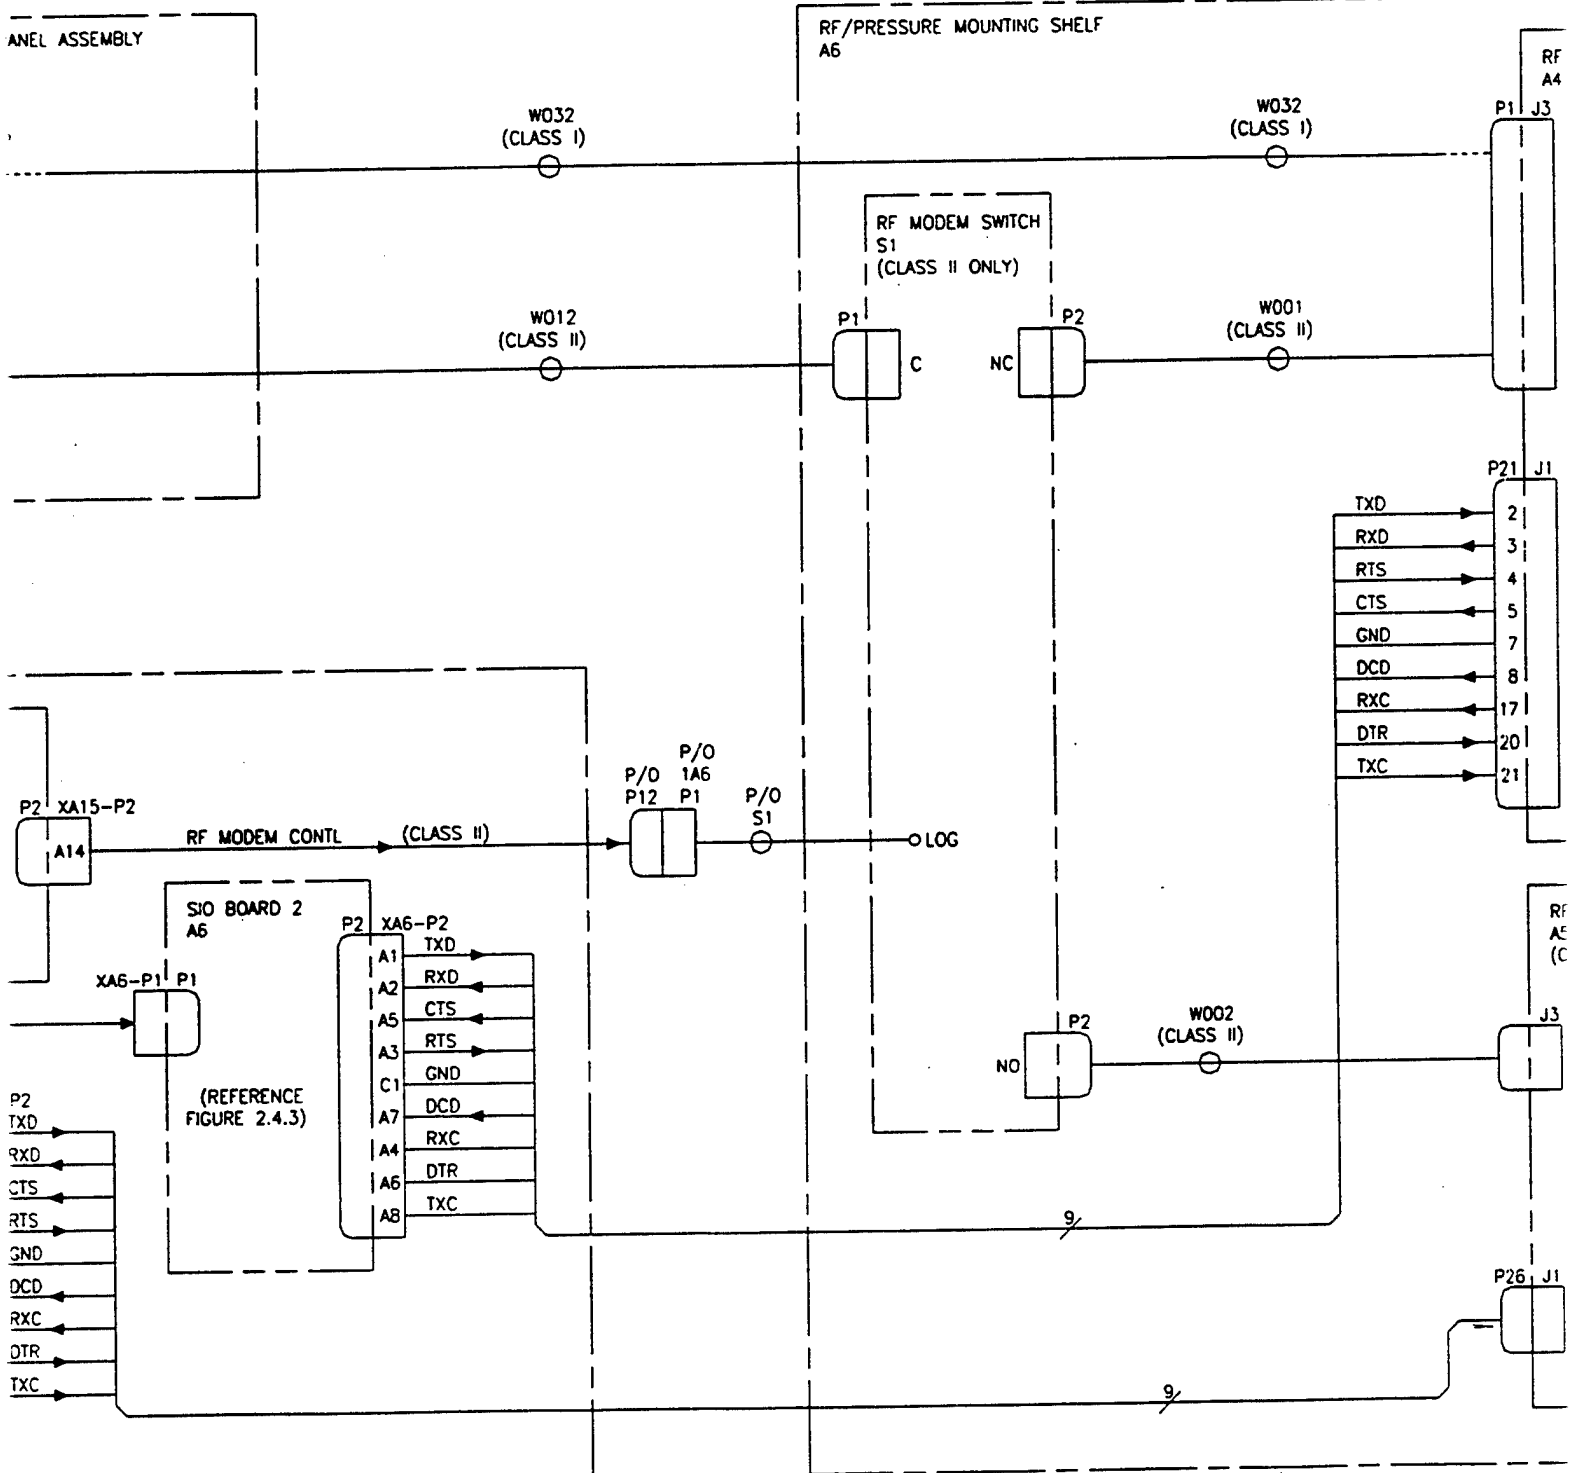 ANEL ASSEMBLY
RF/PRESSURE MOUNTING SHELF
A6
RF
A4
W032
(CLASS I)
W032
(CLASS I)
P1 J3
RF MODEM SWITCH
S1
(CLASS II ONLY)
W012
(CLASS II)
P1
C
NC
P2
W001
(CLASS II)
P21 J1
TXD 2
RXD 3
RTS 4
CTS 5
GND 7
DCD 8
RXC 17
DTR 20
TXC 21
P2 XA15-P2
A14
RF MODEM CONTL (CLASS II)
P/O
P12
P/O
1A6
P1
P/O
S1
LOG
SIO BOARD 2
A6
XA6-P1 P1
(REFERENCE
FIGURE 2.4.3)
P2 XA6-P2
A1 TXD
A2 RXD
A5 CTS
A3 RTS
C1 GND
A7 DCD
A4 RXC
A6 DTR
A8 TXC
NO
P2
W002
(CLASS II)
RF
A5
(C
J3
P2
TXD
RXD
CTS
RTS
GND
DCD
RXC
DTR
TXC
9
9
P26 J1